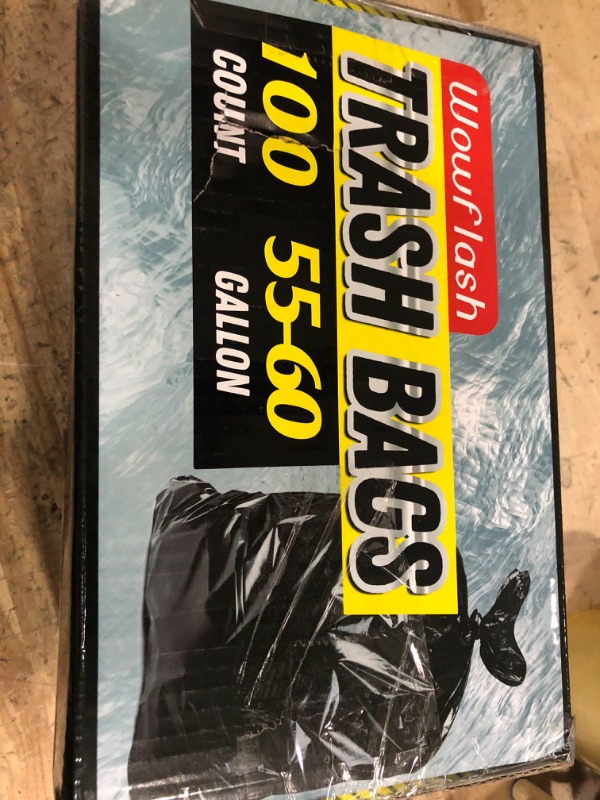 Wowflash
TRASH BAGS
100 55-60
COUNT GALLON